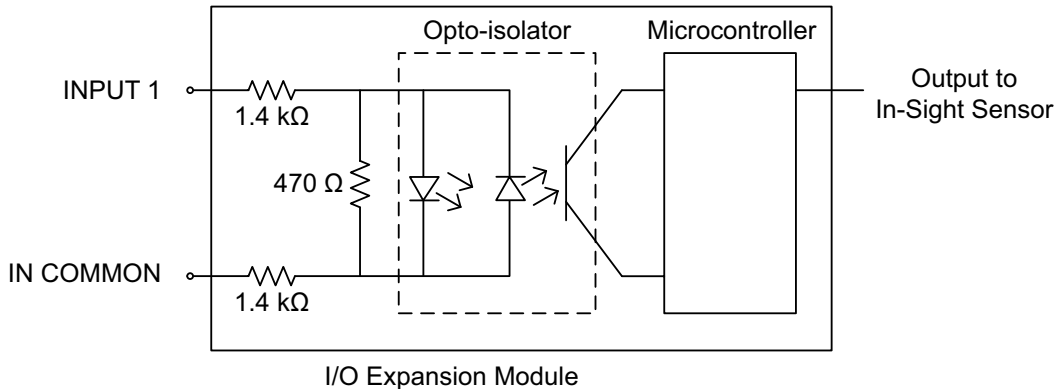 Opto-isolator
Microcontroller
INPUT 1
1.4 kΩ
470 Ω
IN COMMON
1.4 kΩ
Output to
In-Sight Sensor
I/O Expansion Module